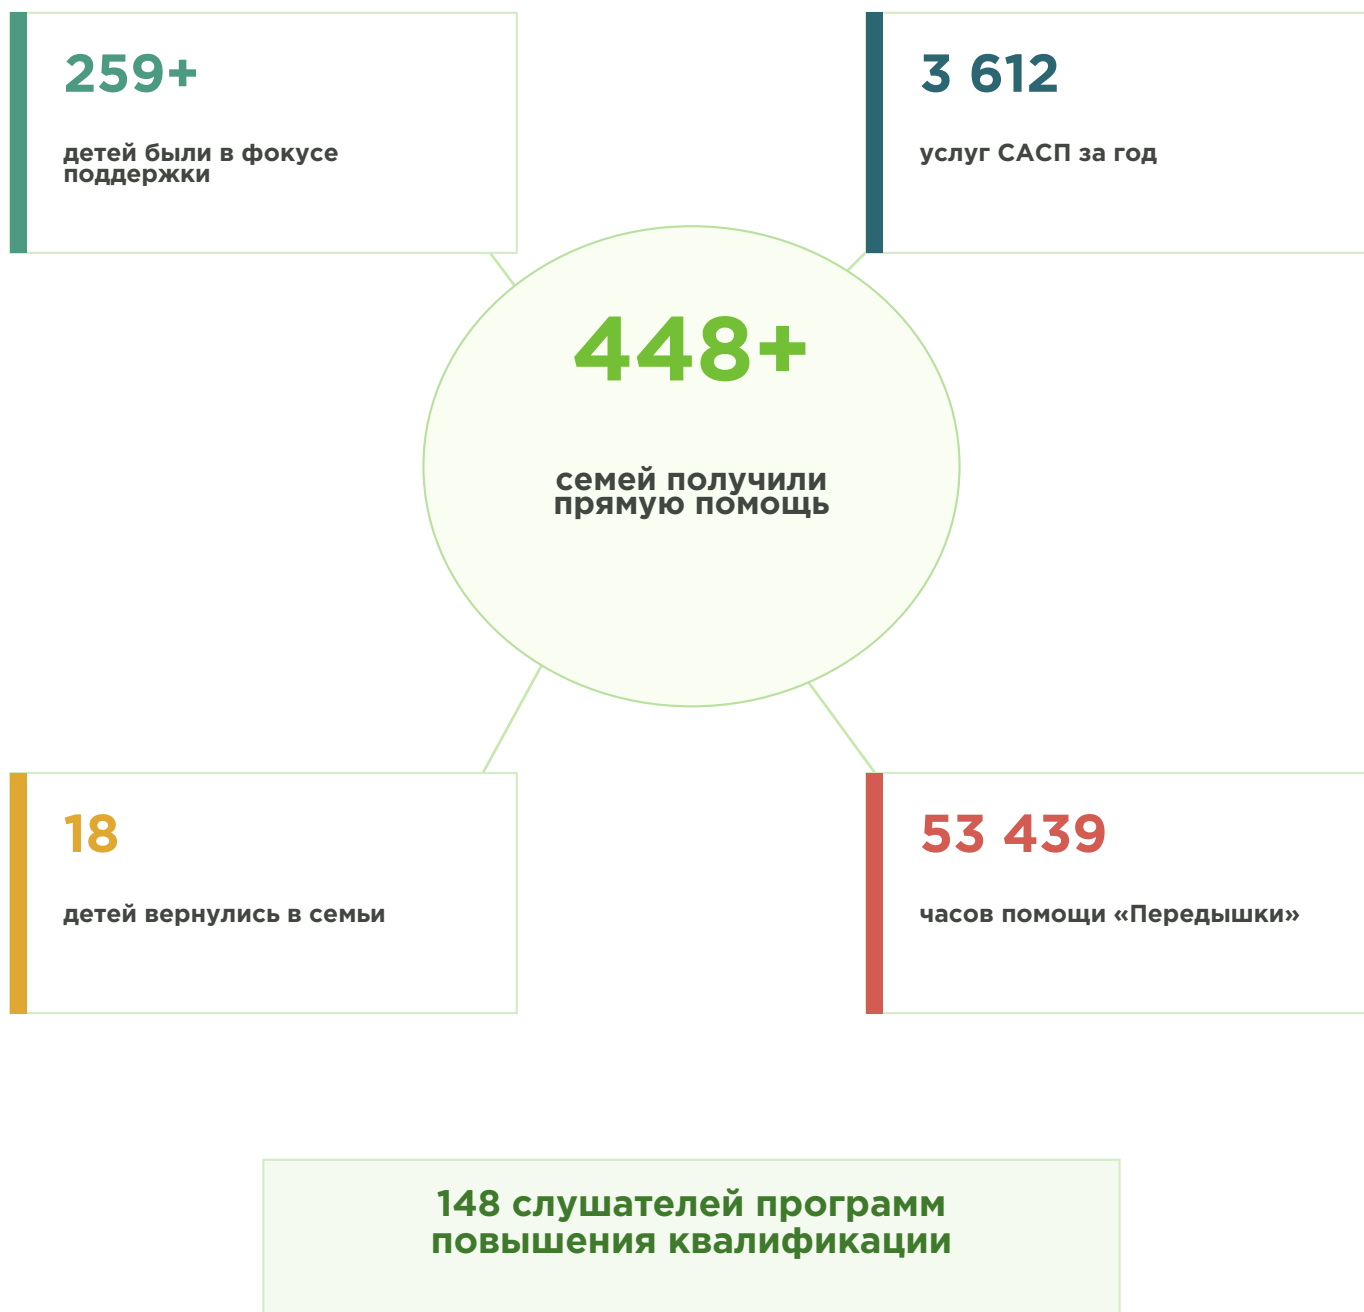 259+
детей были в фокусе
поддержки
3 612
услуг САСП за год
448+
семей получили
прямую помощь
18
детей вернулись в семьи
53 439
часов помощи «Передышки»
148 слушателей программ
повышения квалификации